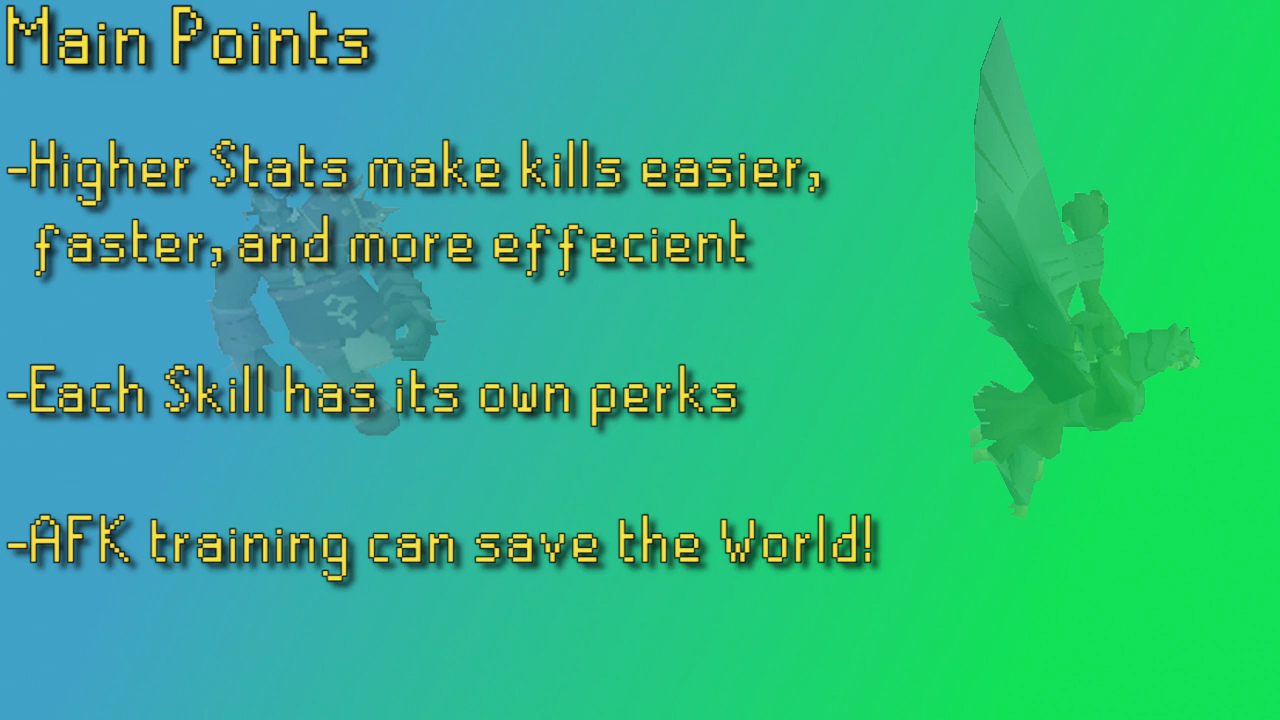 Main Points
-Higher Stats make kills easier,
faster, and more effecient
-Each Skill has its own perks
-AFK training can save the World!